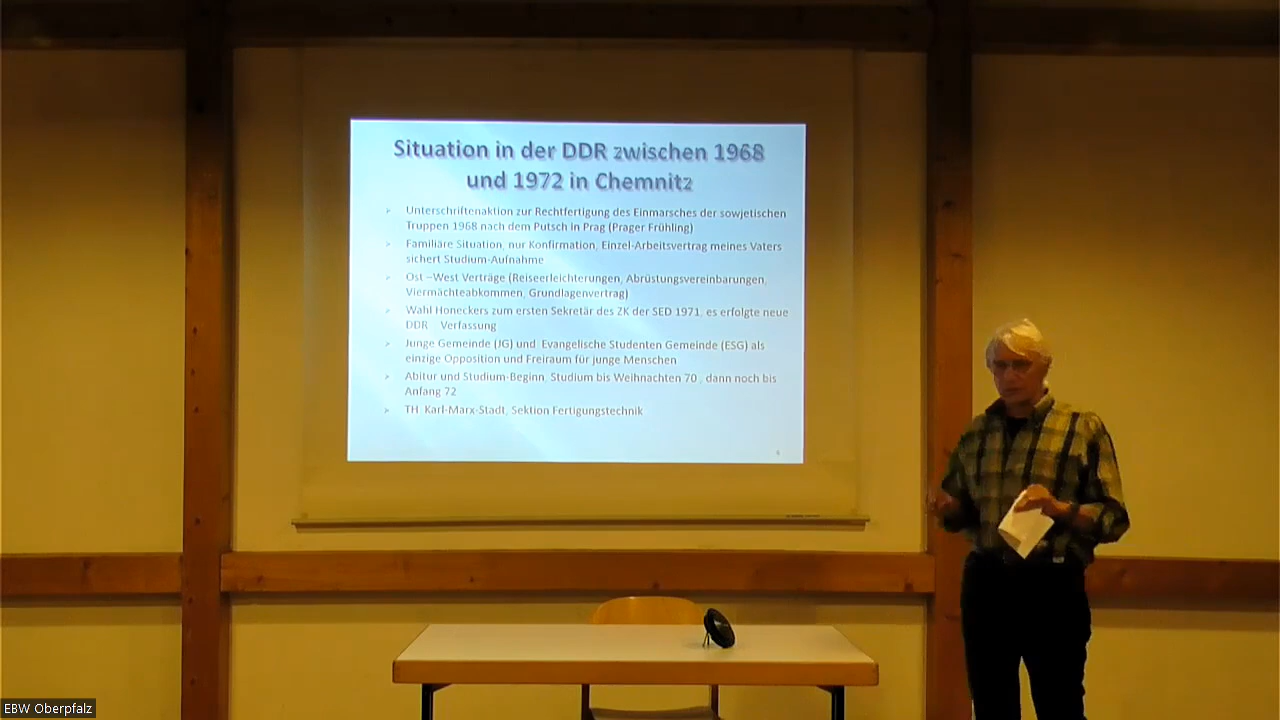 Situation in der DDR zwischen 1968
und 1972 in Chemnitz
Unterschriftenaktion zur Rechtfertigung des Einmarsches der sowjetischen
Truppen 1968 nach dem Putsch in Prag (Prager Frühling)
Familiäre Situation, nur Konfirmation, Einzel-Arbeitsvertrag meines Vaters
sichert Studium-Aufnahme
Ost –West Verträge (Reiseerleichterungen, Abrüstungsvereinbarungen,
Viermächteabkommen, Grundlagenvertrag)
Wahl Honeckers zum ersten Sekretär des ZK der SED 1971, es erfolgte neue
DDR – Verfassung
Junge Gemeinde (JG) und Evangelische Studenten Gemeinde (ESG) als
einzige Opposition und Freiraum für junge Menschen
Abitur und Studium-Beginn, Studium bis Weihnachten 70 , dann noch bis
Anfang 72
TH Karl-Marx-Stadt, Sektion Fertigungstechnik
EBW Oberpfalz